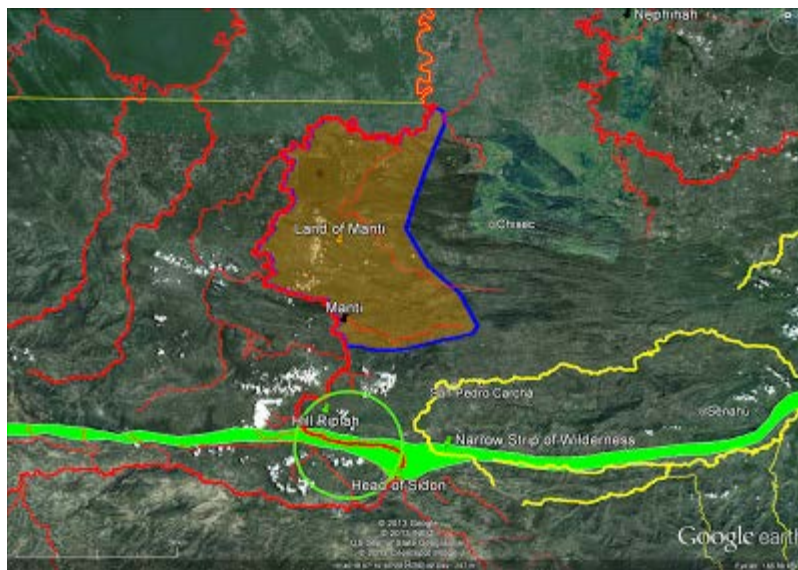 Nephihah
Chisec
Land of Manti
Manti
San Pedro Carcha
Senahu
Hill Riplah
Narrow Strip of Wilderness
Head of Sidon
© 2013 Google
Google earth